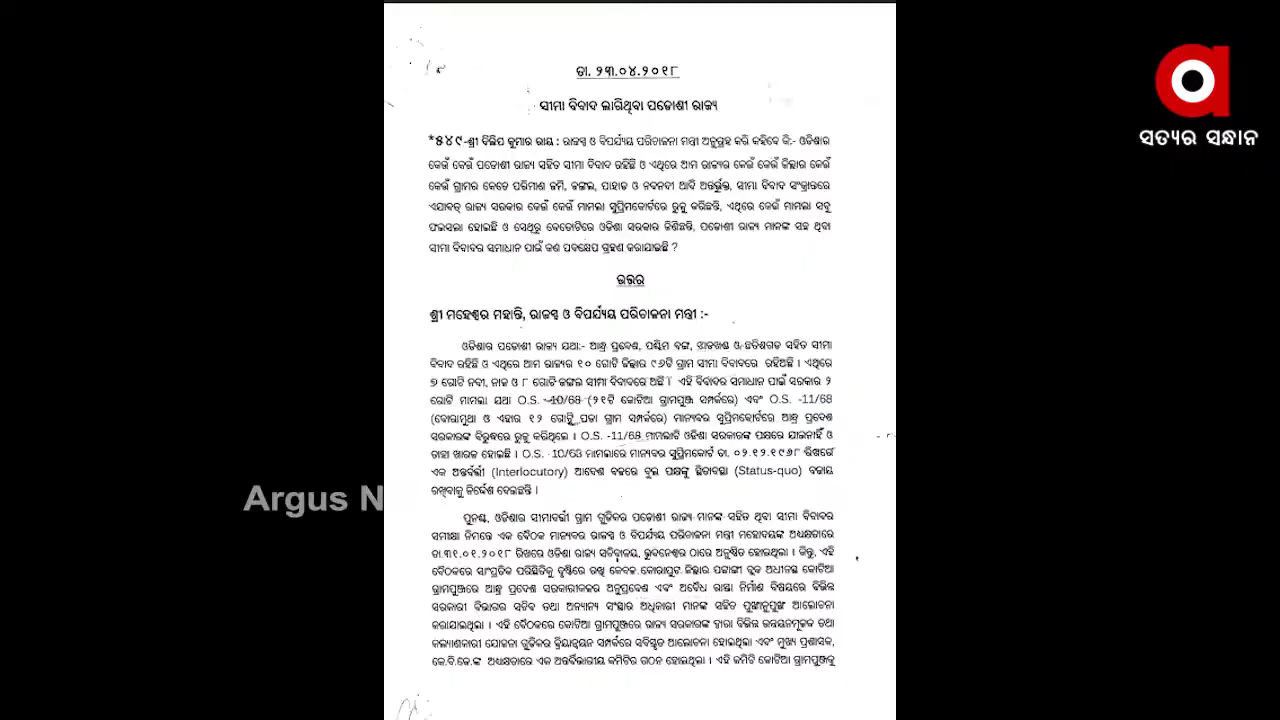 ତା. ୨୩.୦୪.୨୦୧୮
ସୀମା ବିବାଦ ଲାଗିଥିବା ପଡୋଶୀ ରାଜ୍ୟ
*୫୪୯-ଶ୍ରୀ ଦିଲିପ କୁମାର ରାୟ : ରାଜସ୍ୱ ଓ ବିପର୍ଯ୍ୟୟ ପରିଚାଳନା ମନ୍ତ୍ରୀ ଅନୁଗ୍ରହ କରି କହିବେ କି:- ଓଡିଶାର
କେଉଁ କେଉଁ ପଡୋଶୀ ରାଜ୍ୟ ସହିତ ସୀମା ବିବାଦ ରହିଛି ଓ ଏଥିରେ ଆମ ରାଜ୍ୟର କେଉଁ କେଉଁ ଜିଲ୍ଲାର କେଉଁ
କେଉଁ ଗ୍ରାମର କେତେ ପରିମାଣ ଜମି, ଜଙ୍ଗଲ, ପାହାଡ ଓ ନଦନଦୀ ଆଦି ଅନ୍ତର୍ଭୁକ୍ତ, ସୀମା ବିବାଦ ସଂକ୍ରାନ୍ତରେ
ଏଯାବତ୍ ରାଜ୍ୟ ସରକାର କେଉଁ କେଉଁ ମାମଲା ସୁପ୍ରିମକୋର୍ଟରେ ରୁଜୁ କରିଛନ୍ତି, ଏଥିରେ କେଉଁ ମାମଲା ସବୁ
ଫଇସଲା ହୋଇଛି ଓ ସେଥିରୁ କେତୋଟିରେ ଓଡିଶା ସରକାର ଜିଣିଛନ୍ତି, ପଡୋଶୀ ରାଜ୍ୟ ମାନଙ୍କ ସହ ଥିବା
ସୀମା ବିବାଦର ସମାଧାନ ପାଇଁ କଣ ପଦକ୍ଷେପ ଗ୍ରହଣ କରାଯାଇଛି ?
ଉତ୍ତର
ଶ୍ରୀ ମହେଶ୍ୱର ମହାନ୍ତି, ରାଜସ୍ୱ ଓ ବିପର୍ଯ୍ୟୟ ପରିଚାଳନା ମନ୍ତ୍ରୀ :-
ଓଡିଶାର ପଡୋଶୀ ରାଜ୍ୟ ଯଥା:- ଆନ୍ଧ୍ର ପ୍ରଦେଶ, ପଶ୍ଚିମ ବଙ୍ଗ, ଝାଡଖଣ୍ଡ ଓ ଛତିଶଗଡ ସହିତ ସୀମା
ବିବାଦ ରହିଛି ଓ ଏଥିରେ ଆମ ରାଜ୍ୟର ୧୦ ଗୋଟି ଜିଲ୍ଲାର ୯୬ଟି ଗ୍ରାମ ସୀମା ବିବାଦରେ ରହିଅଛି । ଏଥିରେ
୭ ଗୋଟି ନଦୀ, ନାଳ ଓ ୮ ଗୋଟି ଜଙ୍ଗଲ ସୀମା ବିବାଦରେ ଅଛି । ଏହି ବିବାଦର ସମାଧାନ ପାଇଁ ସରକାର ୨
ଗୋଟି ମାମଲା ଯଥା O.S. -10/68 (୨୧ଟି କୋଟିଆ ଗ୍ରାମପୁଞ୍ଜ ସମ୍ପର୍କରେ) ଏବଂ O.S. -11/68
(ବୋରାମୁଥା ଓ ଏହାର ୧୨ ଗୋଟି ପଡା ଗ୍ରାମ ସମ୍ପର୍କରେ) ମାନ୍ୟବର ସୁପ୍ରିମକୋର୍ଟରେ ଆନ୍ଧ୍ର ପ୍ରଦେଶ
ସରକାରଙ୍କ ବିରୁଦ୍ଧରେ ରୁଜୁ କରିଥିଲେ । O.S. -11/68 ମାମଲାଟି ଓଡିଶା ସରକାରଙ୍କ ପକ୍ଷରେ ଯାଇନାହିଁ ଓ
ତାହା ଖାରଜ ହୋଇଛି । O.S. -10/68 ମାମଲାରେ ମାନ୍ୟବର ସୁପ୍ରିମକୋର୍ଟ ତା. ୦୨.୧୨.୧୯୬୮ ରିଖରେ
ଏକ ଅନ୍ତର୍ବର୍ତ୍ତୀ (Interlocutory) ଆଦେଶ ବଳରେ ଦୁଇ ପକ୍ଷଙ୍କୁ ସ୍ଥିତାବସ୍ଥା (Status-quo) ବଜାୟ
ରଖିବାକୁ ନିର୍ଦ୍ଦେଶ ଦେଇଛନ୍ତି ।
ପୁନଶ୍ଚ, ଓଡିଶାର ସୀମାବର୍ତ୍ତୀ ଗ୍ରାମ ଗୁଡିକର ପଡୋଶୀ ରାଜ୍ୟ ମାନଙ୍କ ସହିତ ଥିବା ସୀମା ବିବାଦର
ସମୀକ୍ଷା ନିମନ୍ତେ ଏକ ବୈଠକ ମାନ୍ୟବର ରାଜସ୍ୱ ଓ ବିପର୍ଯ୍ୟୟ ପରିଚାଳନା ମନ୍ତ୍ରୀ ମହୋଦୟଙ୍କ ଅଧ୍ୟକ୍ଷତାରେ
ତା.୩୧.୦୧.୨୦୧୮ ରିଖରେ ଓଡିଶା ରାଜ୍ୟ ସଚିବାଳୟ, ଭୁବନେଶ୍ୱର ଠାରେ ଅନୁଷ୍ଠିତ ହୋଇଥିଲା । କିନ୍ତୁ, ଏହି
ବୈଠକରେ ସାଂପ୍ରତିକ ପରିସ୍ଥିତିକୁ ଦୃଷ୍ଟିରେ ରଖି କେବଳ କୋରାପୁଟ ଜିଲ୍ଲାର ପଟ୍ଟାଙ୍ଗୀ ବ୍ଲକ ଅଧୀନସ୍ଥ କୋଟିଆ
ଗ୍ରାମପୁଞ୍ଜରେ ଆନ୍ଧ୍ର ପ୍ରଦେଶ ସରକାରୀକଳର ଅନୁପ୍ରବେଶ ଏବଂ ଅବୈଧ ରାସ୍ତା ନିର୍ମାଣ ବିଷୟରେ ବିଭିନ୍ନ
ସରକାରୀ ବିଭାଗର ସଚିବ ତଥା ଅନ୍ୟାନ୍ୟ ସଂସ୍ଥାର ଅଧିକାରୀ ମାନଙ୍କ ସହିତ ପୁଙ୍ଖାନୁପୁଙ୍ଖ ଆଲୋଚନା
କରାଯାଇଥିଲା । ଏହି ବୈଠକରେ କୋଟିଆ ଗ୍ରାମପୁଞ୍ଜରେ ରାଜ୍ୟ ସରକାରଙ୍କ ଦ୍ୱାରା ବିଭିନ୍ନ ଉନ୍ନୟନମୂଳକ ତଥା
କଲ୍ୟାଣକାରୀ ଯୋଜନା ଗୁଡିକର କ୍ରିୟାନ୍ୱୟନ ସମ୍ପର୍କରେ ସବିସ୍ତୃତ ଆଲୋଚନା ହୋଇଥିଲା ଏବଂ ମୁଖ୍ୟ ପ୍ରଶାସକ,
କେ.ବି.କେ.ଙ୍କ ଅଧ୍ୟକ୍ଷତାରେ ଏକ ଅନ୍ତର୍ବିଭାଗୀୟ କମିଟିର ଗଠନ ହୋଇଥିଲା । ଏହି କମିଟି କୋଟିଆ ଗ୍ରାମପୁଞ୍ଜକୁ
a
ସତ୍ୟର ସନ୍ଧାନ
Argus N